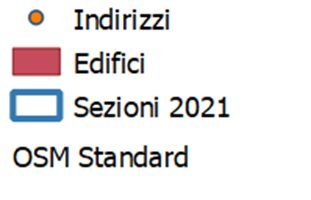 Indirizzi
Edifici
Sezioni 2021
OSM Standard